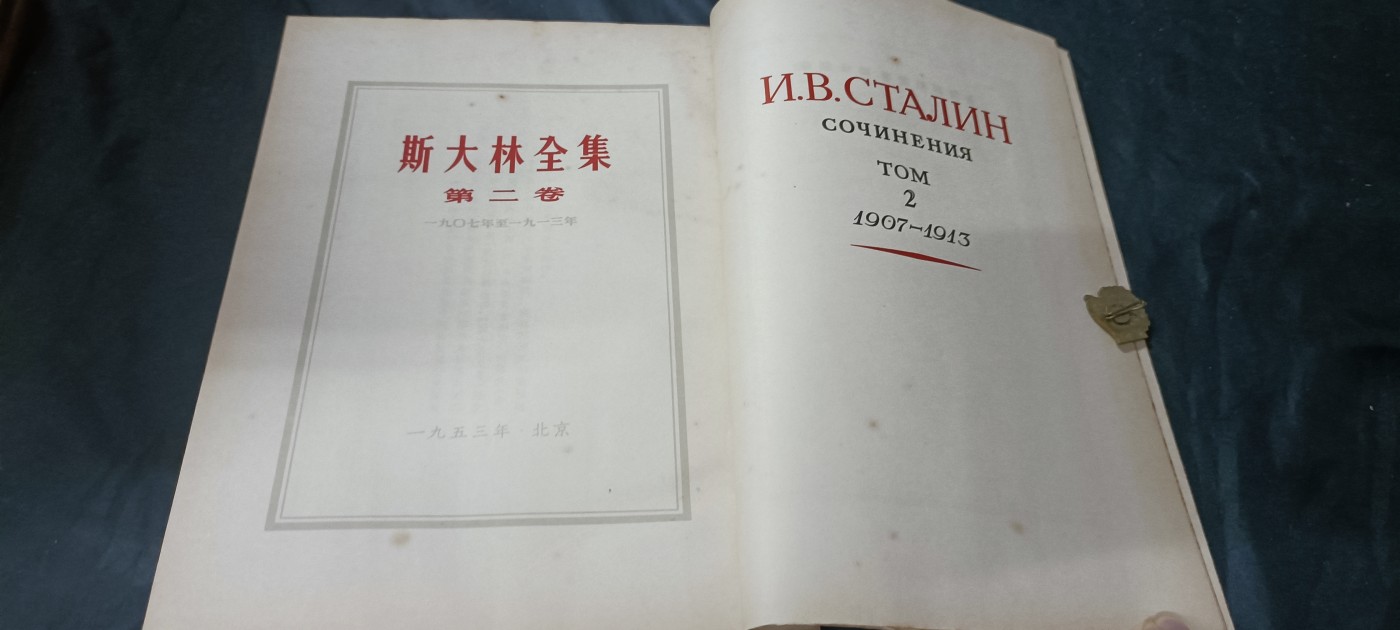 斯大林全集
第二卷
一九〇七年至一九一三年
一九五三年 北京
И.В.СТАЛИН
СОЧИНЕНИЯ
ТОМ
2
1907-1913